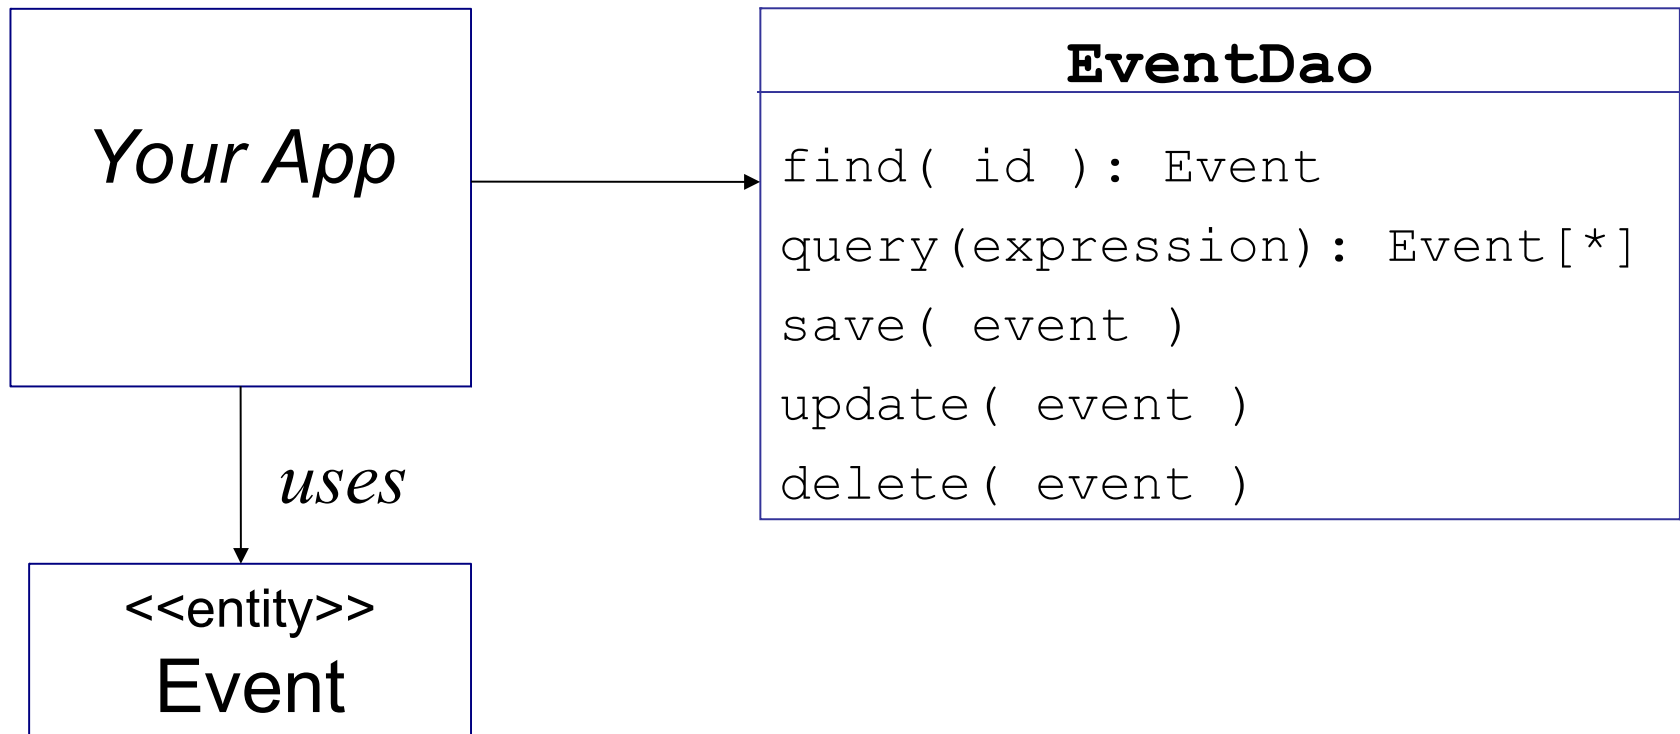 Your App
EventDao
find( id ): Event
query(expression): Event[*]
save( event )
update( event )
delete( event )
uses
<<entity>>
Event